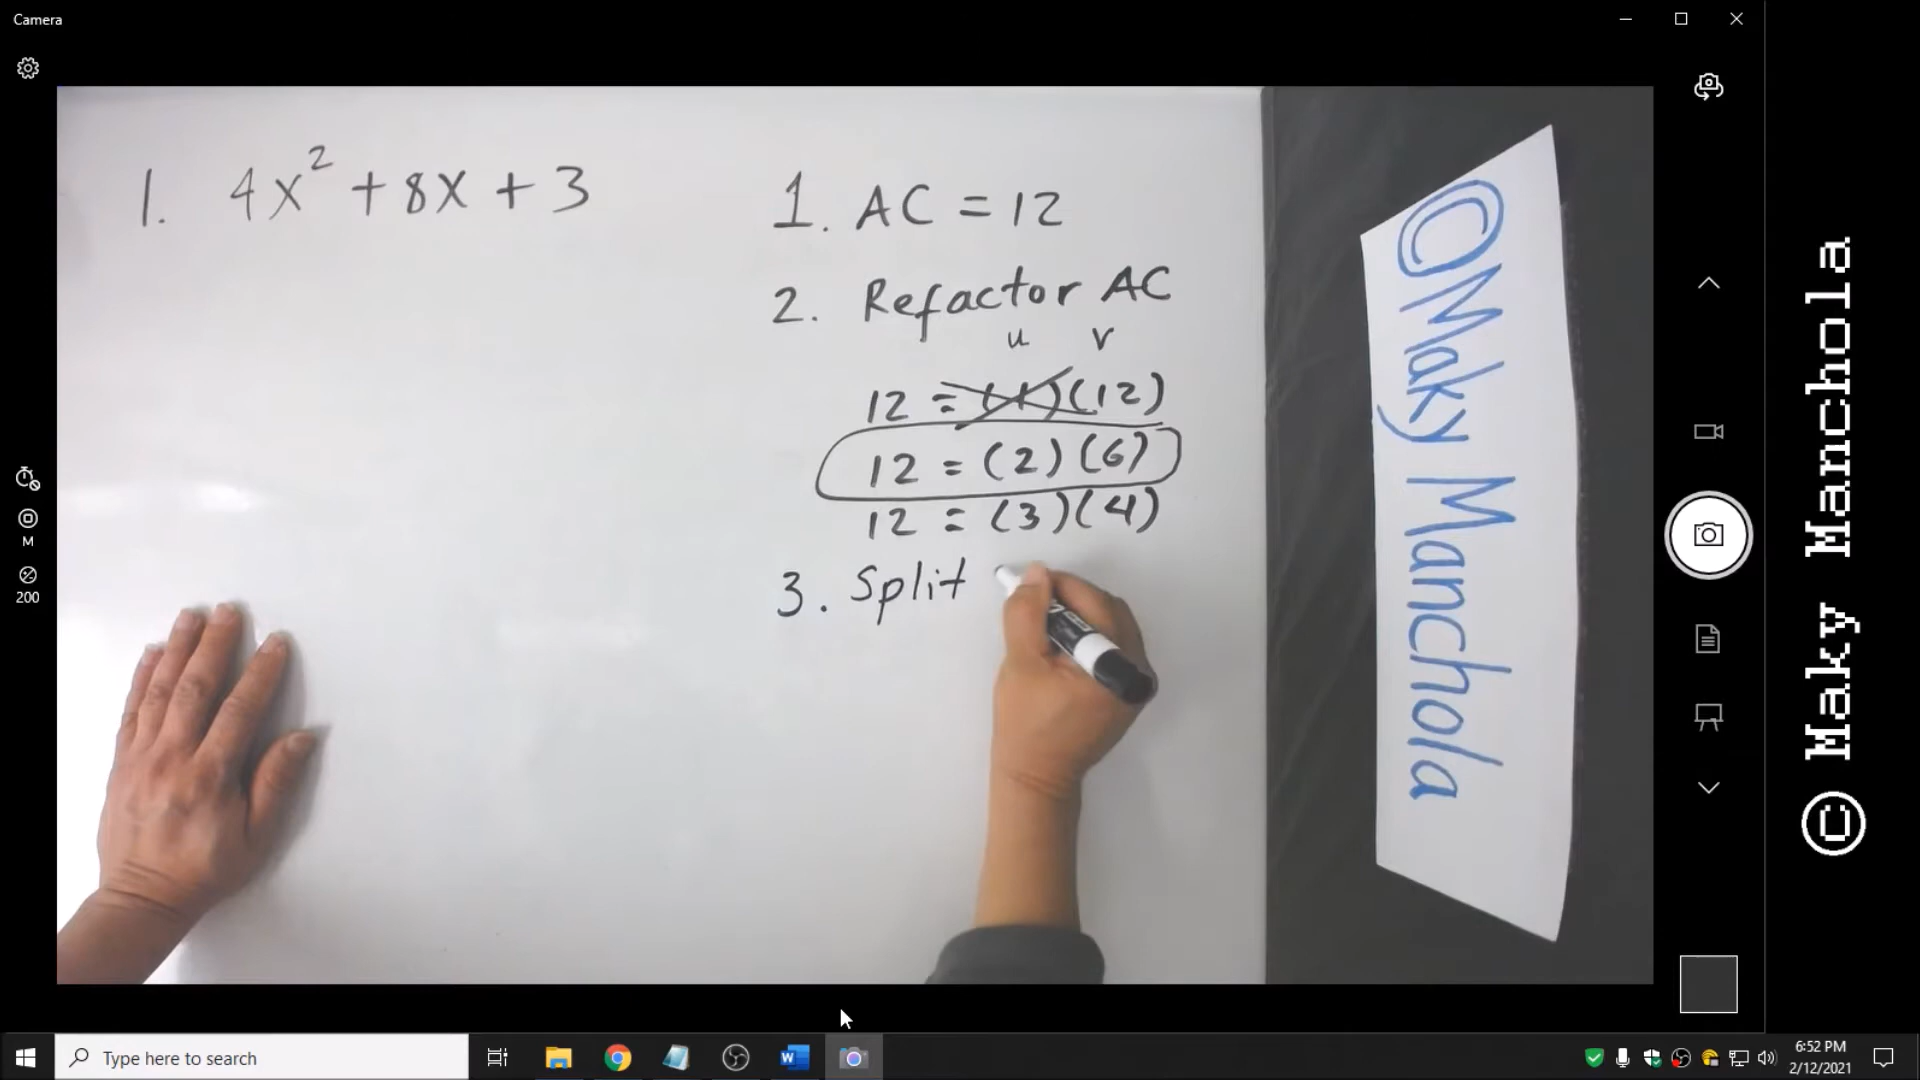 Camera
1. 4x² + 8x + 3
1. AC = 12
2. Refactor AC
u v
12 = (1)(12)
12 = (2)(6)
12 = (3)(4)
3. Split
© Maky Manchola
© Maky Manchola
M
200
Type here to search
6:52 PM
2/12/2021